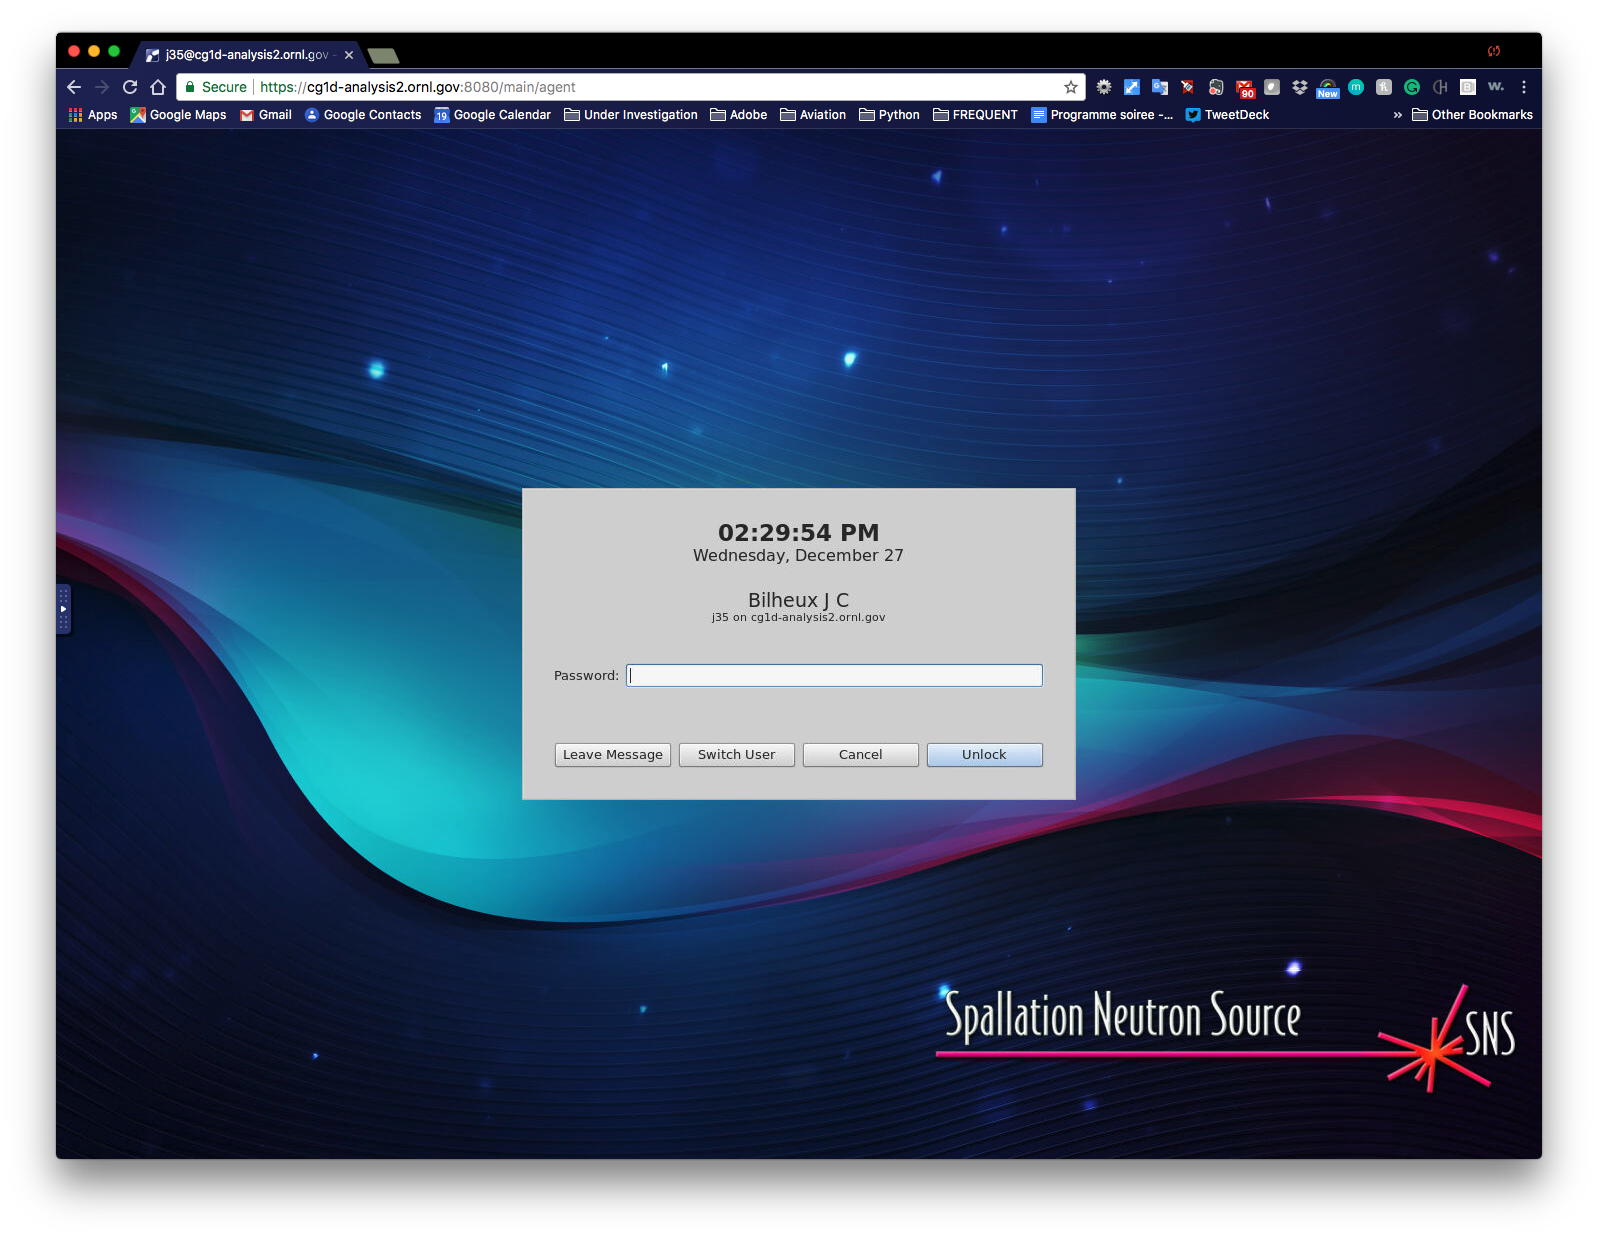 j35@cg1d-analysis2.ornl.gov -
Secure https://cg1d-analysis2.ornl.gov:8080/main/agent
90 New m B w.
Apps Google Maps Gmail Google Contacts 19 Google Calendar Under Investigation Adobe Aviation Python FREQUENT Programme soiree -... TweetDeck » Other Bookmarks
02:29:54 PM
Wednesday, December 27
Bilheux J C
j35 on cg1d-analysis2.ornl.gov
Password:
Leave Message Switch User Cancel Unlock
Spallation Neutron Source
SNS